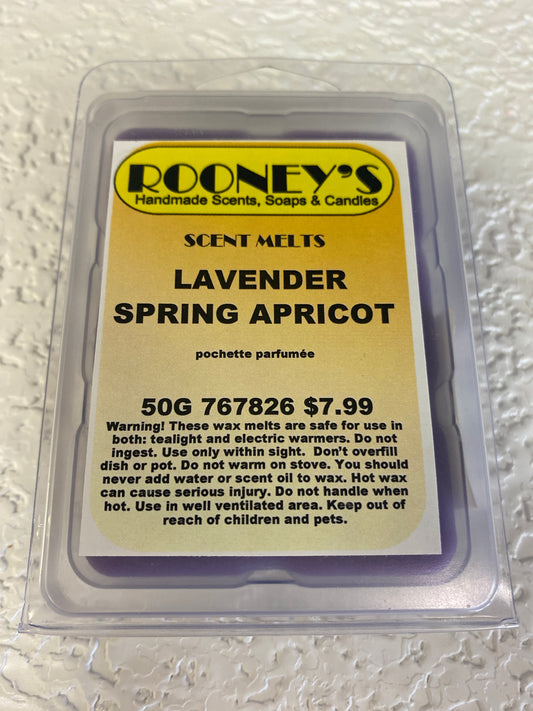 ROONEY'S
Handmade Scents, Soaps & Candles
SCENT MELTS
LAVENDER
SPRING APRICOT
pochette parfumée
50G 767826 $7.99
Warning! These wax melts are safe for use in
both: tealight and electric warmers. Do not
ingest. Use only within sight.  Don't overfill
dish or pot. Do not warm on stove. You should
never add water or scent oil to wax. Hot wax
can cause serious injury. Do not handle when
hot. Use in well ventilated area. Keep out of
reach of children and pets.